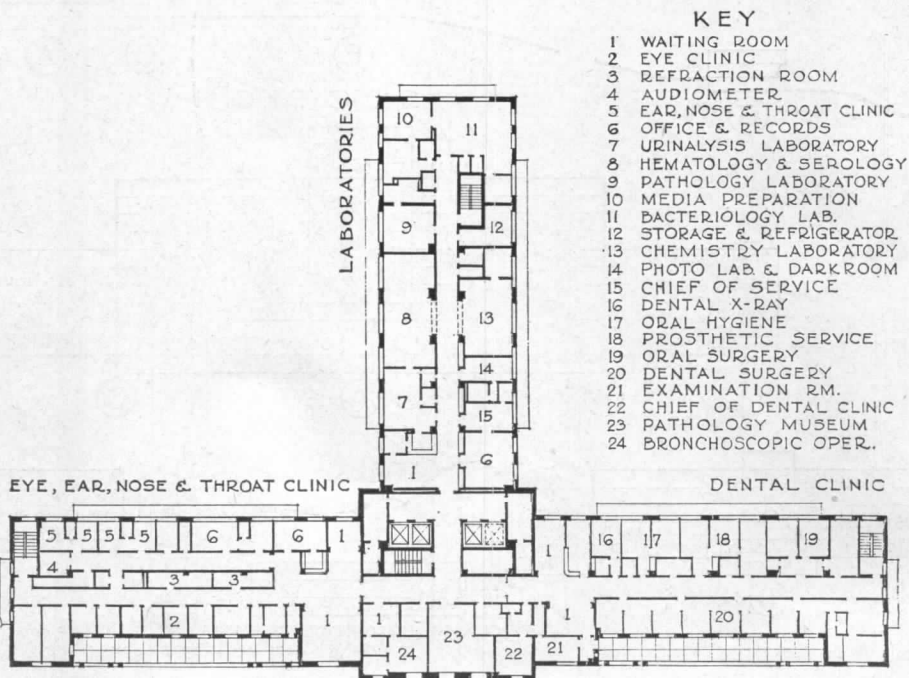 KEY
1 WAITING ROOM
2 EYE CLINIC
3 REFRACTION ROOM
4 AUDIOMETER
5 EAR, NOSE & THROAT CLINIC
6 OFFICE & RECORDS
7 URINALYSIS LABORATORY
8 HEMATOLOGY & SEROLOGY
9 PATHOLOGY LABORATORY
10 MEDIA PREPARATION
11 BACTERIOLOGY LAB.
12 STORAGE & REFRIGERATOR
13 CHEMISTRY LABORATORY
14 PHOTO LAB. & DARKROOM
15 CHIEF OF SERVICE
16 DENTAL X-RAY
17 ORAL HYGIENE
18 PROSTHETIC SERVICE
19 ORAL SURGERY
20 DENTAL SURGERY
21 EXAMINATION RM.
22 CHIEF OF DENTAL CLINIC
23 PATHOLOGY MUSEUM
24 BRONCHOSCOPIC OPER.
LABORATORIES
10 11
9 12
8 13
14
7 15
1 6
EYE, EAR, NOSE & THROAT CLINIC
DENTAL CLINIC
5 5 5 5 6 6 1 1 16 17 18 19
4 3 3
2 1 1 23 1 20
24 22 21